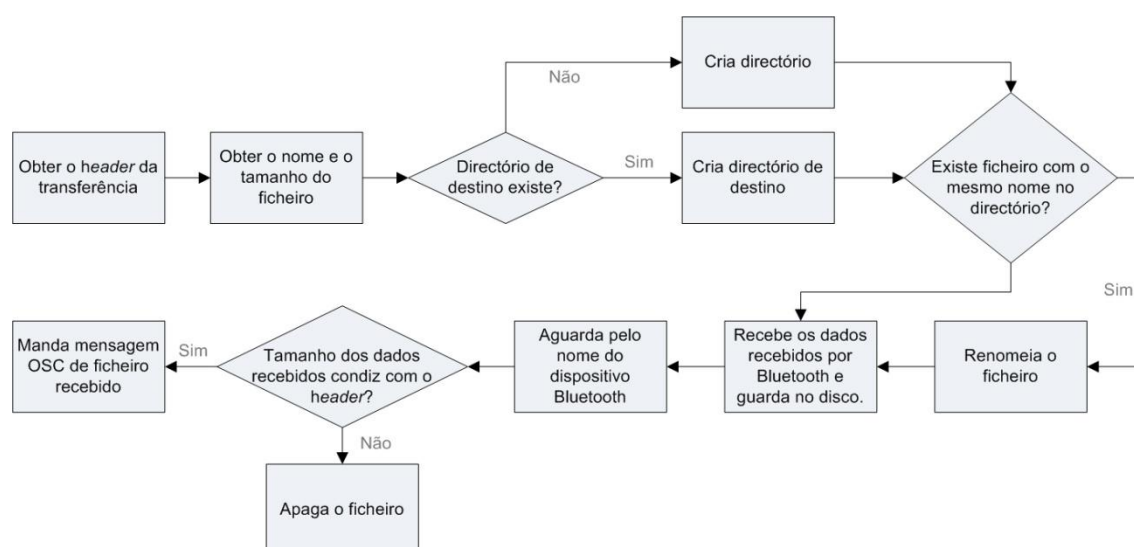 Obter o header da
transferência
Obter o nome e o
tamanho do
ficheiro
Directório de
destino existe?
Não
Cria directório
Sim
Cria directório de
destino
Existe ficheiro com o
mesmo nome no
directório?
Sim
Renomeia o
ficheiro
Recebe os dados
recebidos por
Bluetooth e
guarda no disco.
Aguarda pelo
nome do
dispositivo
Bluetooth
Tamanho dos dados
recebidos condiz com o
header?
Sim
Manda mensagem
OSC de ficheiro
recebido
Não
Apaga o ficheiro